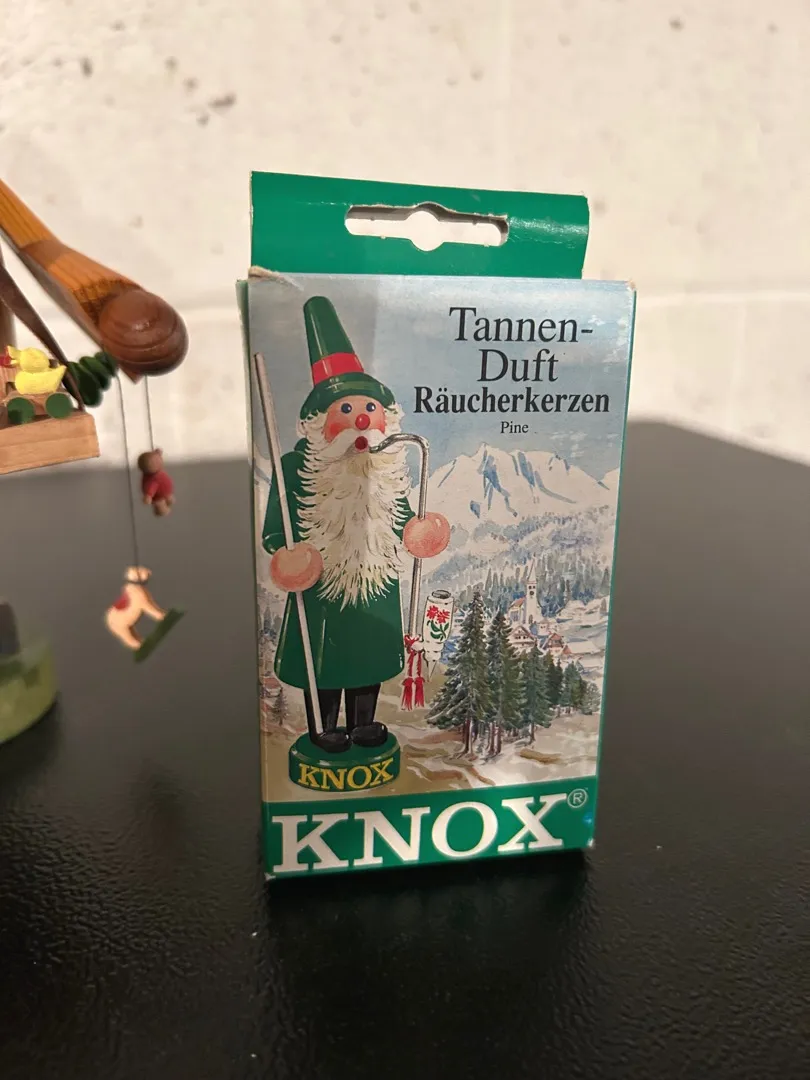 Tannen-
Duft
Räucherkerzen
Pine
KNOX
KNOX®